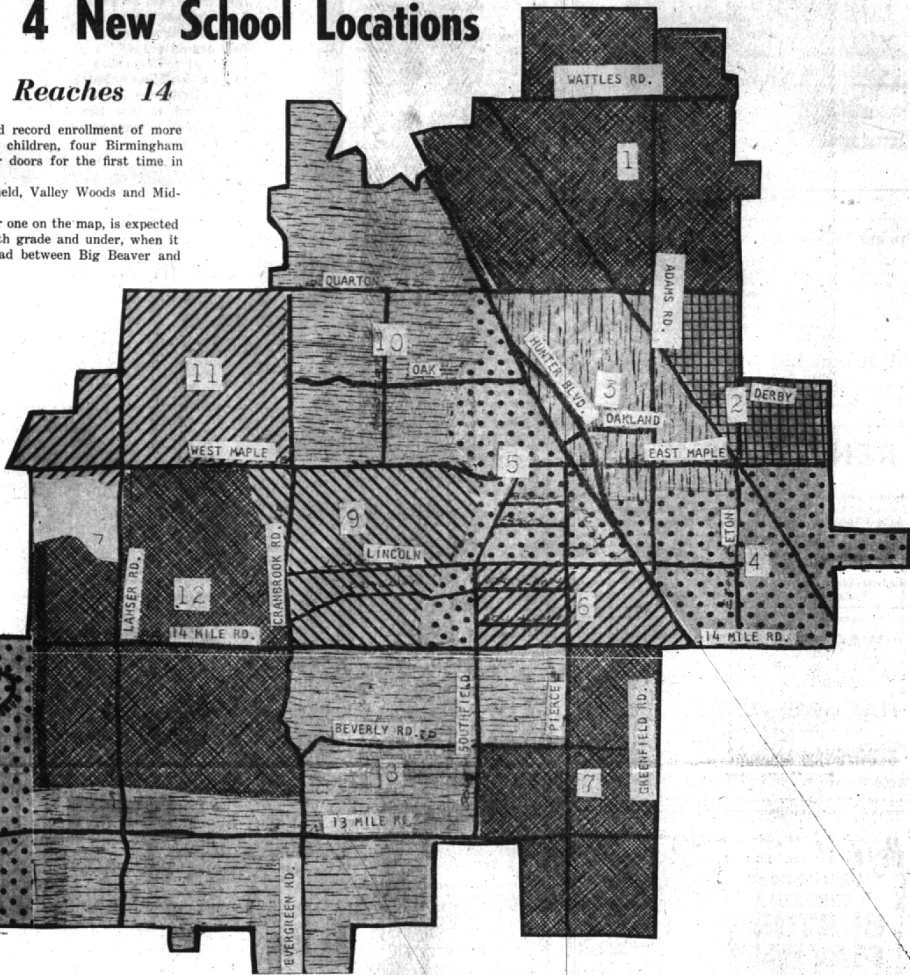 4 New School Locations
Reaches 14
d record enrollment of more
children, four Birmingham
doors for the first time in
eld, Valley Woods and Mid-
one on the map, is expected
h grade and under, when it
ad between Big Beaver and
WATTLES RD.
1
ADAMS RD.
QUARTON
10
OAK
HUNTER BLVD.
3
OAKLAND
2
DERBY
11
WEST MAPLE
EAST MAPLE
5
9
LINCOLN
CRANBROOK RD.
LAHSER RD.
12
14 MILE RD.
6
ETON
4
14 MILE RD.
7
SOUTHFIELD
PIERCE
GREENFIELD RD.
BEVERLY RD.
7
13 MILE RD.
EVERGREEN RD.